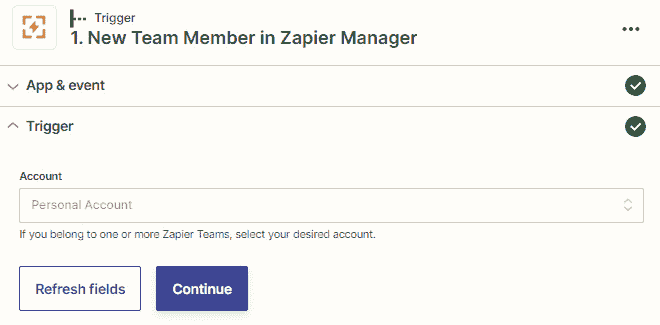 Trigger
1. New Team Member in Zapier Manager
App & event
Trigger
Account
Personal Account
If you belong to one or more Zapier Teams, select your desired account.
Refresh fields
Continue